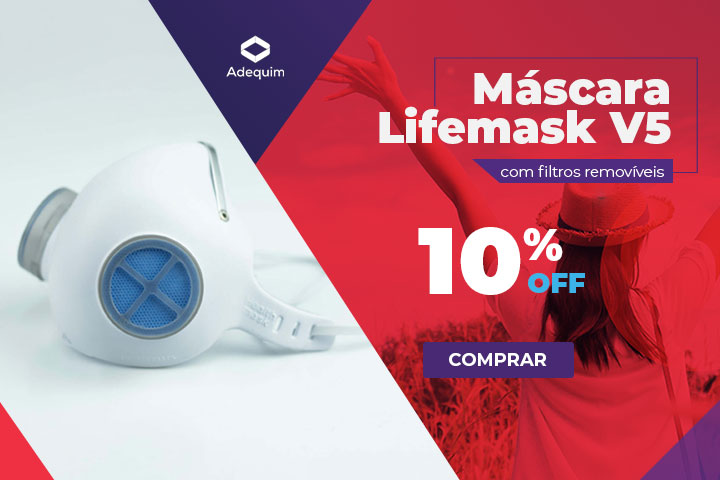 Adequim
Máscara
Lifemask V5
com filtros removíveis
10%
OFF
COMPRAR